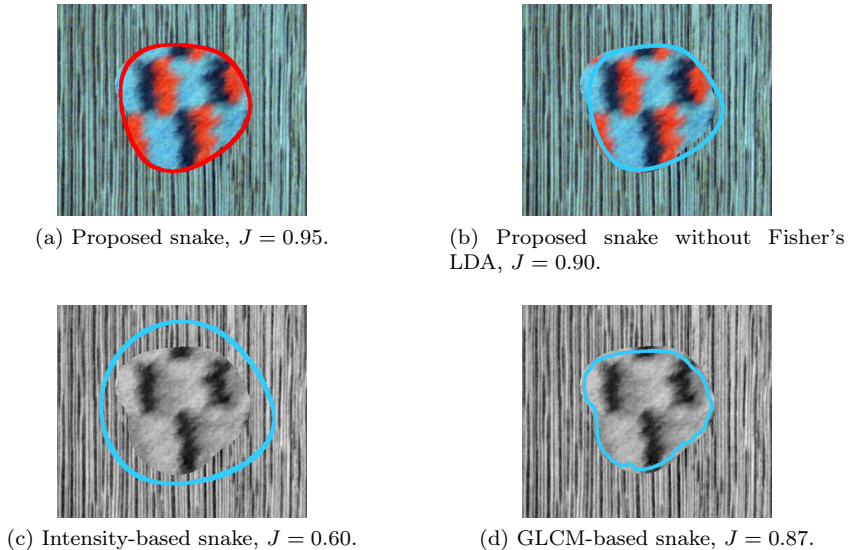 (a) Proposed snake, J = 0.95.
(b) Proposed snake without Fisher's
LDA, J = 0.90.
(c) Intensity-based snake, J = 0.60.
(d) GLCM-based snake, J = 0.87.